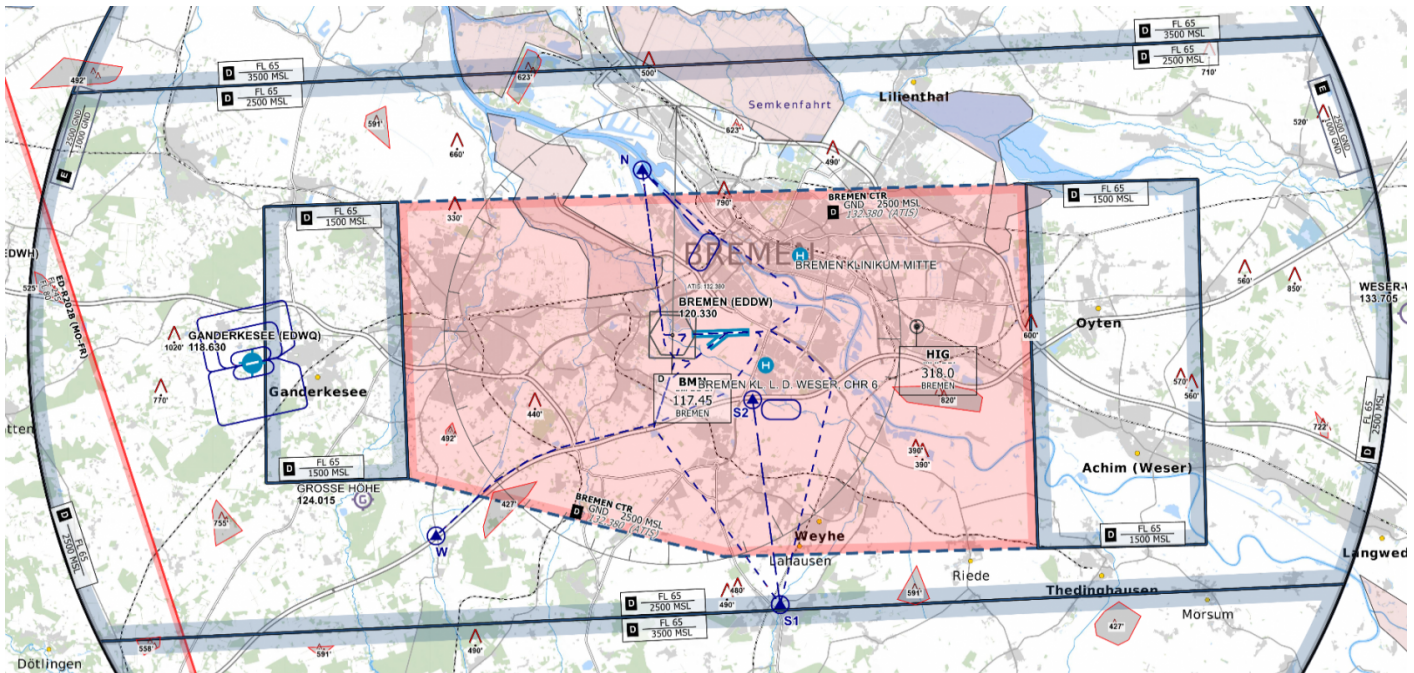 D FL 65
3500 MSL
D FL 65
2500 MSL
D FL 65
3500 MSL
D FL 65
2500 MSL
492'
623'
500'
710'
591'
660'
623'
490'
520'
Semkenfahrt
Lilienthal
2500 GND
1000 GND
E
E
2500 GND
1000 GND
N
D FL 65
1500 MSL
330'
790'
BREMEN CTR
D GND 2500 MSL
132.380 (ATIS)
D FL 65
1500 MSL
EDWH)
ED-R202B (MO-FR)
525'
BREMEN
H
BREMEN KLINIKUM MITTE
ATIS: 132.380
BREMEN (EDDW)
120.330
560'
850'
WESER-W
133.705
1020'
GANDERKESEE (EDWQ)
118.630
600'
Oyten
HIG
318.0
BREMEN
H
D
BMN
117.45
BREMEN
BREMEN KL. L. D. WESER, CHR 6
770'
Ganderkesee
440'
S2
820'
570'
560'
FL 65
2500 MSL
D
tten
492'
390'
390'
722'
D FL 65
1500 MSL
Achim (Weser)
GROSSE HÖHE
124.015
G
427'
BREMEN CTR
D GND 2500 MSL
132.380 (ATIS)
755'
D
FL 65
2500 MSL
W
Weyhe
Lahausen
D FL 65
1500 MSL
Langwed
Riede
Thedinghausen
Morsum
480'
490'
591'
D FL 65
2500 MSL
D FL 65
3500 MSL
S1
427'
558'
591'
490'
Dötlingen